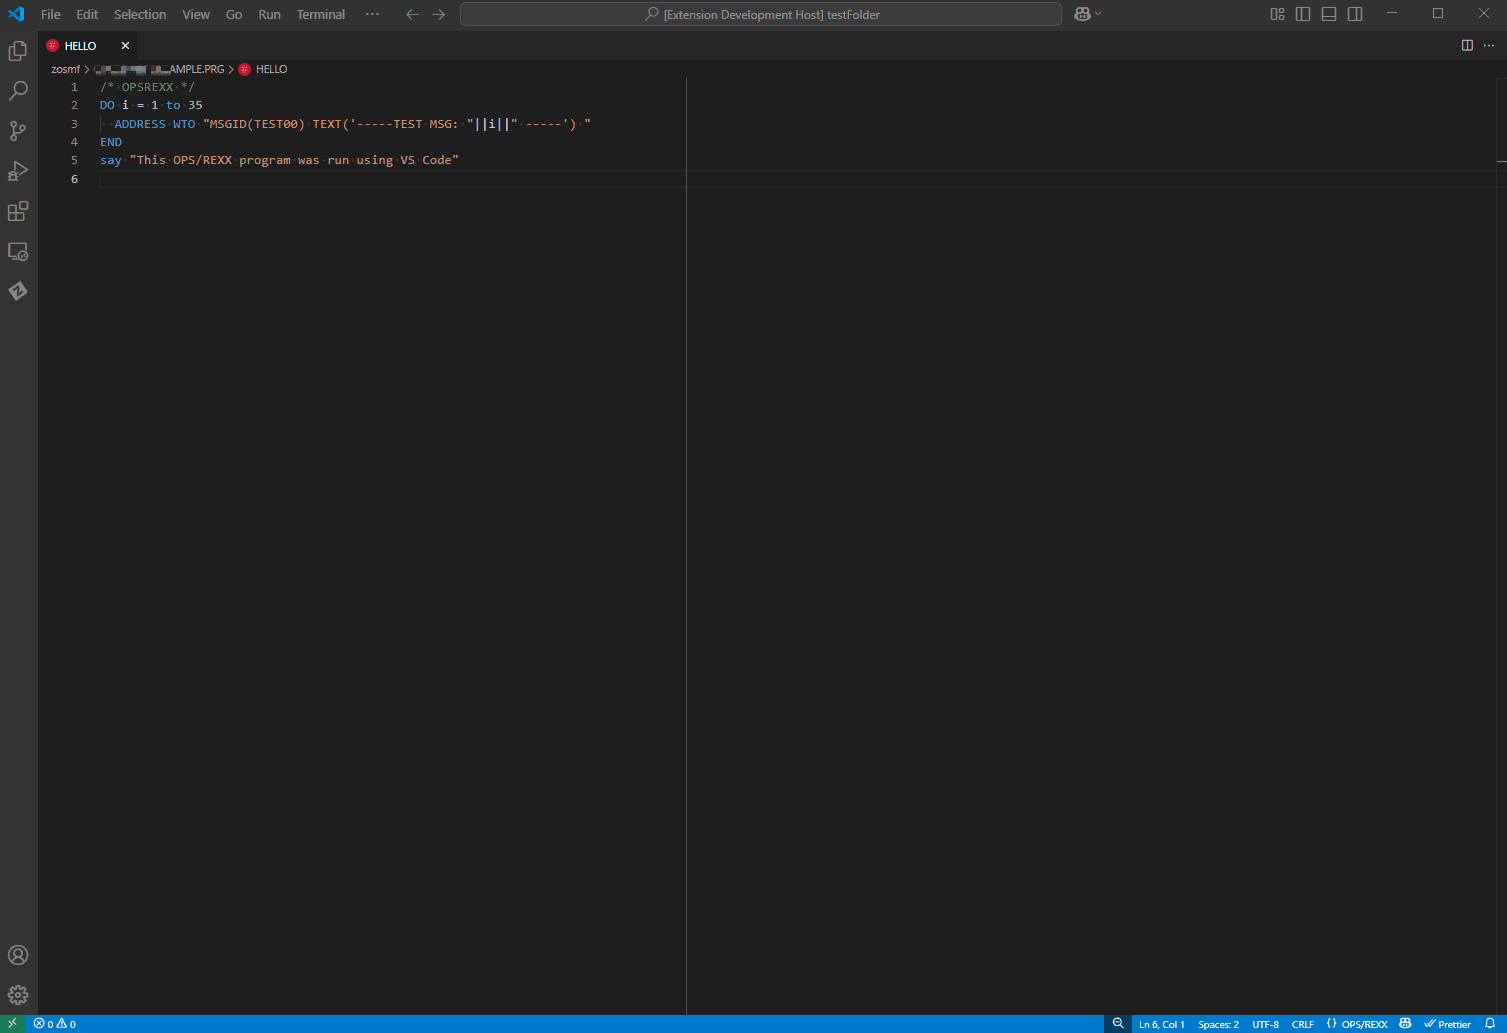 File Edit Selection View Go Run Terminal ··· [Extension Development Host] testFolder
HELLO
zosmf > AMPLE.PRG > HELLO
1 /* OPSREXX */
2 DO i = 1 to 35
3   ADDRESS WTO "MSGID(TEST00) TEXT('-----TEST MSG: "||i||" -----') "
4 END
5 say "This OPS/REXX program was run using VS Code"
6
0 0 Ln 6, Col 1 Spaces: 2 UTF-8 CRLF {} OPS/REXX Prettier